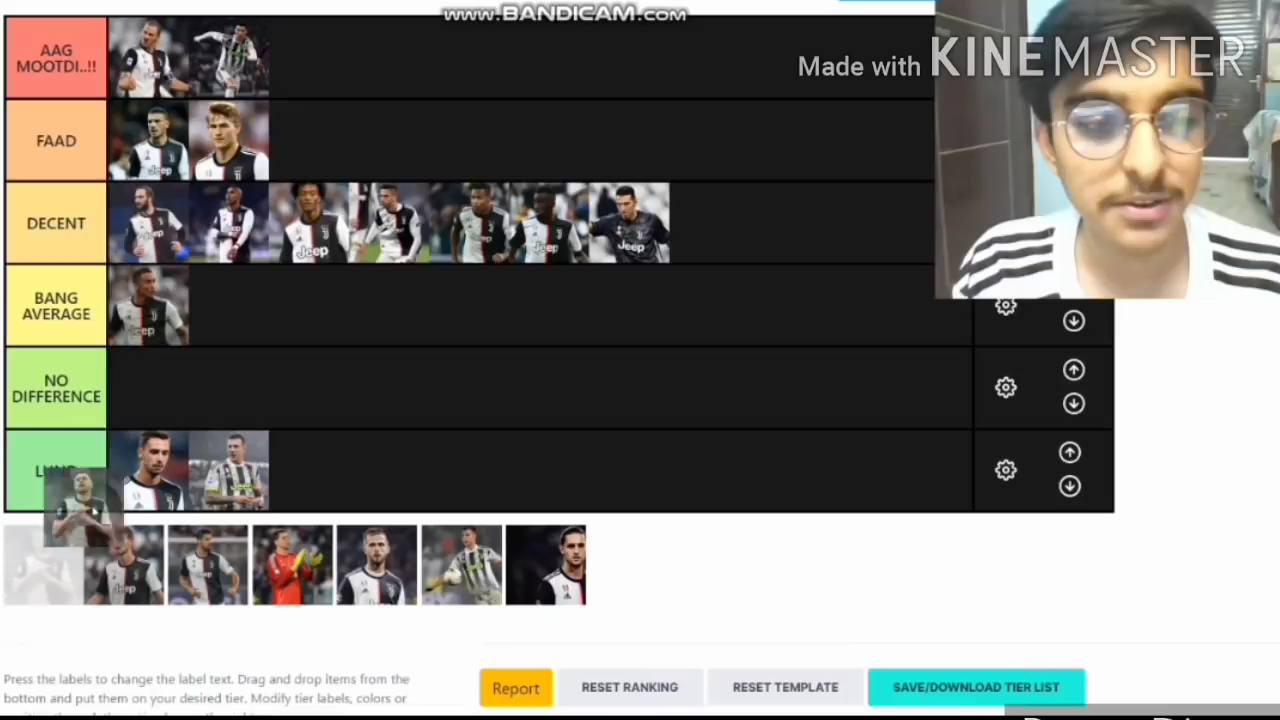 www.BANDICAM.com
Made with KINEMASTER
AAG
MOOTDI..!!
FAAD
DECENT
Jeep
BANG
AVERAGE
NO
DIFFERENCE
Press the labels to change the label text. Drag and drop items from the
bottom and put them on your desired tier. Modify tier labels, colors or
Report
RESET RANKING
RESET TEMPLATE
SAVE/DOWNLOAD TIER LIST